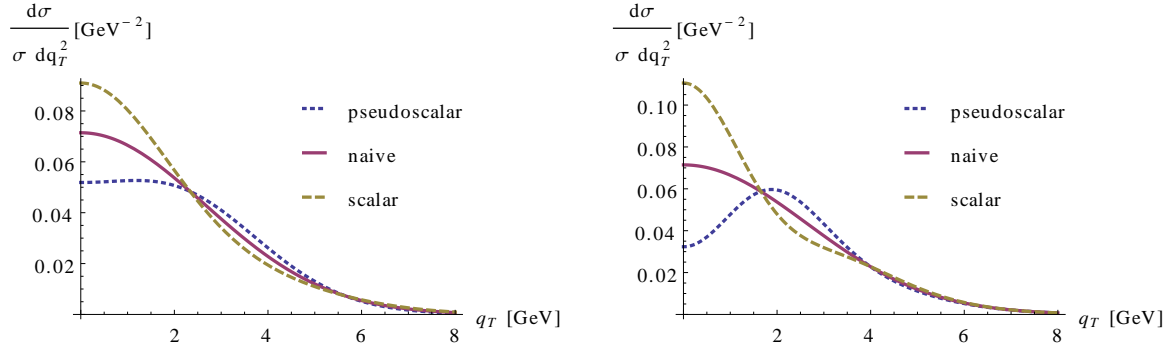 dσ
σ dq_T^2 [GeV^−2]
0.08
0.06
0.04
0.02
2 4 6 8 q_T [GeV]
pseudoscalar
naive
scalar
dσ
σ dq_T^2 [GeV^−2]
0.10
0.08
0.06
0.04
0.02
2 4 6 8 q_T [GeV]
pseudoscalar
naive
scalar